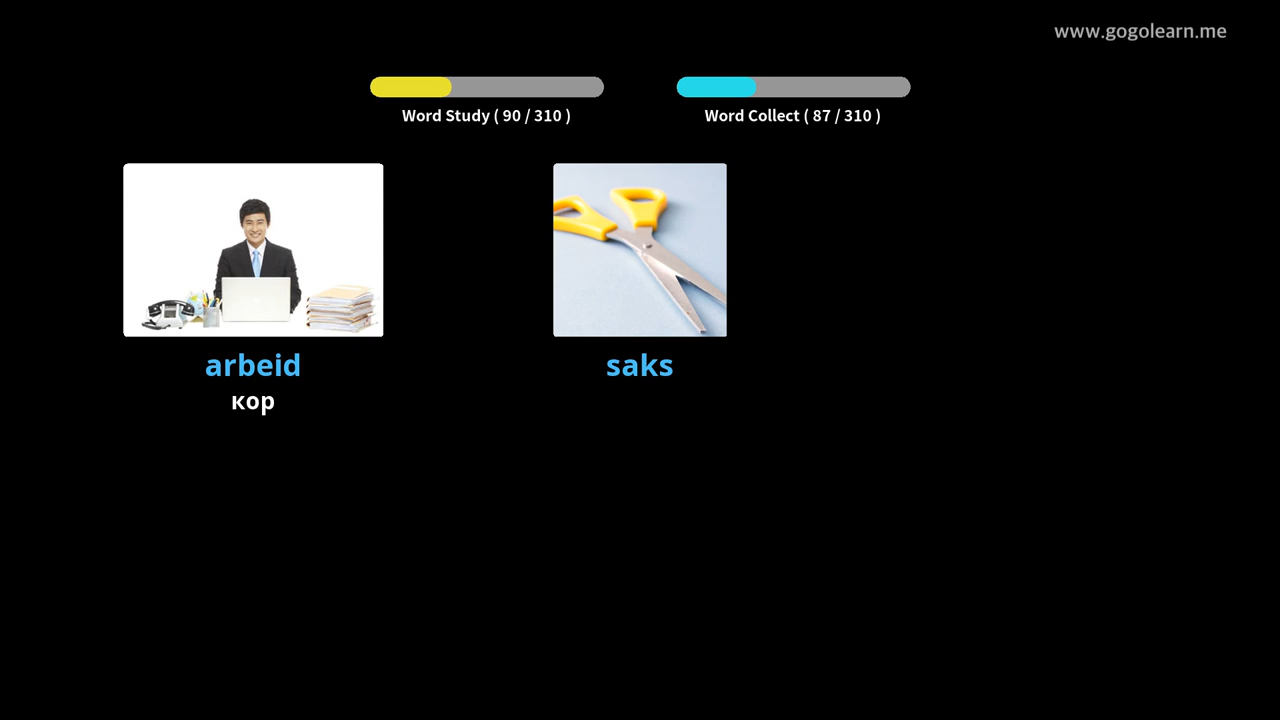 www.gogolearn.me
Word Study ( 90 / 310 )
Word Collect ( 87 / 310 )
arbeid
saks
кор